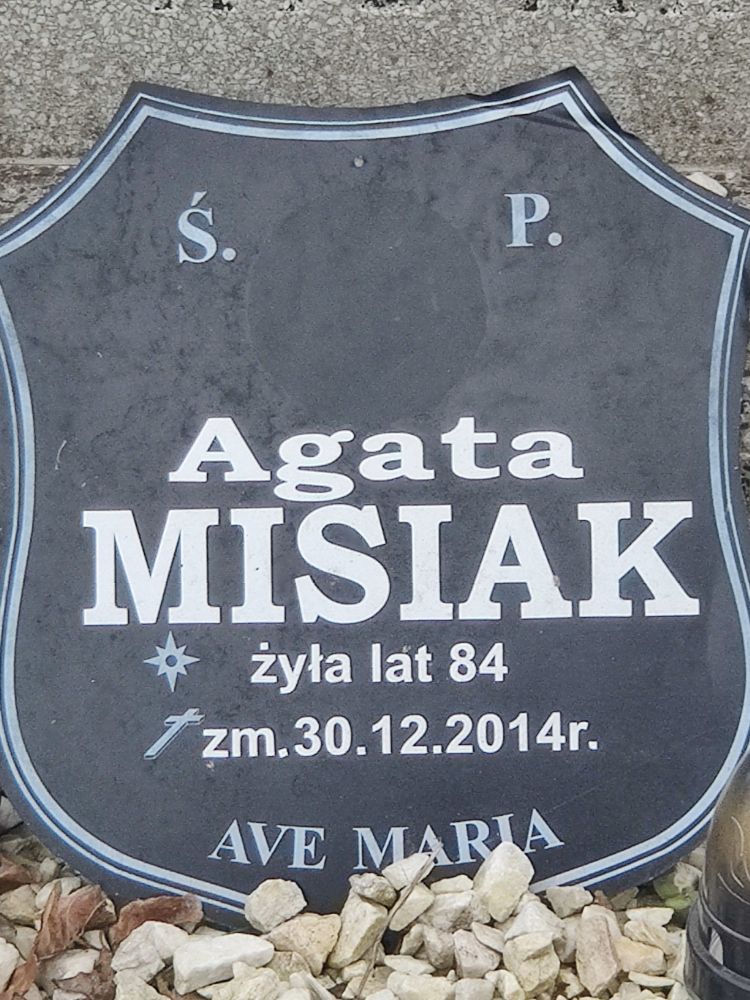 Ś. P.
Agata
MISIAK
żyła lat 84
zm.30.12.2014r.
AVE MARIA